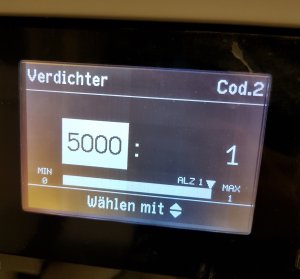 Verdichter Cod.2
5000 : 1
MIN ALZ 1 MAX
0 1
Wählen mit